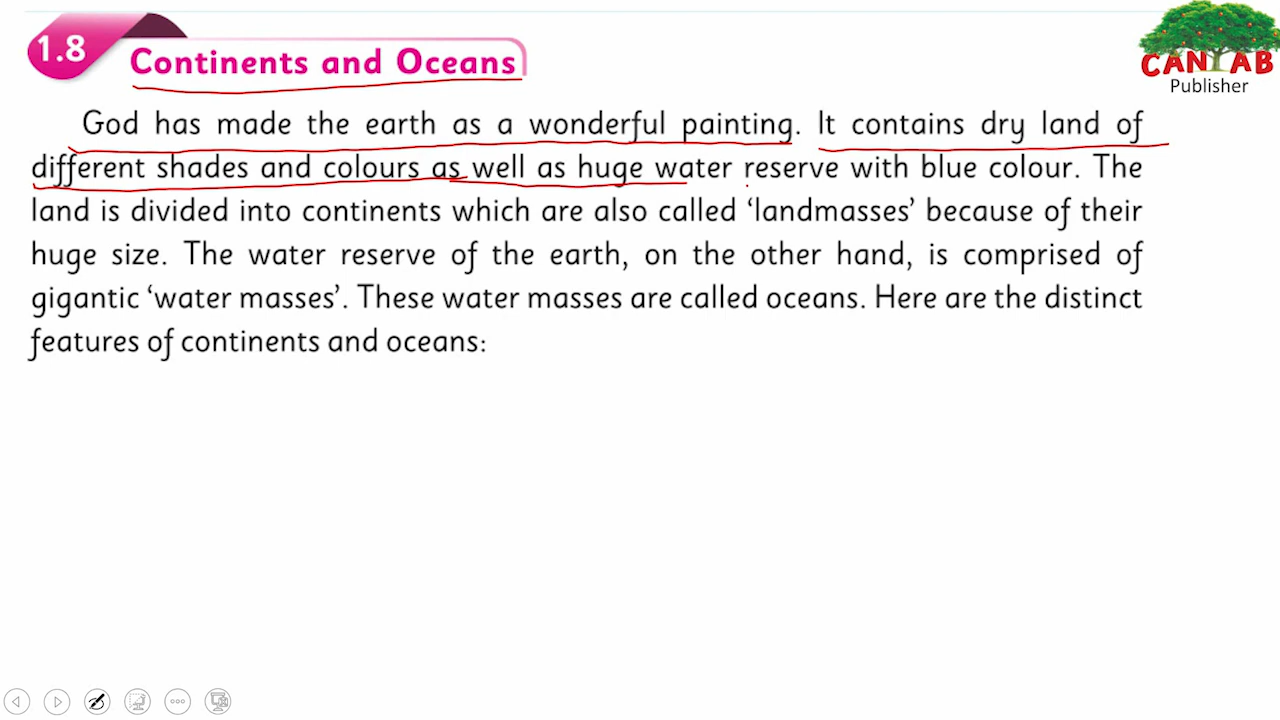 1.8
Continents and Oceans
CANTAB
Publisher
God has made the earth as a wonderful painting. It contains dry land of
different shades and colours as well as huge water reserve with blue colour. The
land is divided into continents which are also called ‘landmasses’ because of their
huge size. The water reserve of the earth, on the other hand, is comprised of
gigantic ‘water masses’. These water masses are called oceans. Here are the distinct
features of continents and oceans: